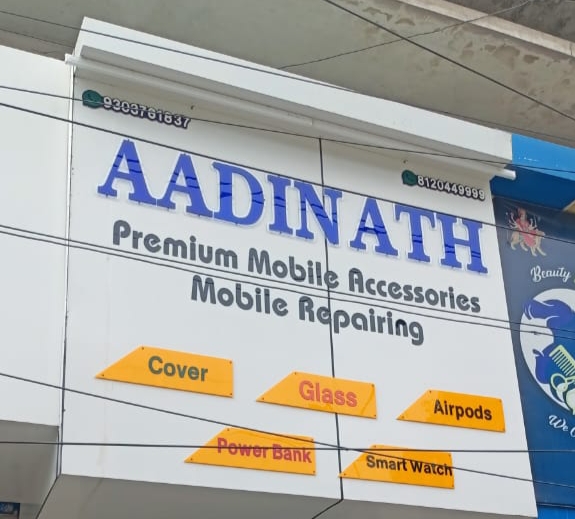 9303761637
8120449999
AADINATH
Premium Mobile Accessories
Mobile Repairing
Cover
Glass
Airpods
Power Bank
Smart Watch
Beauty